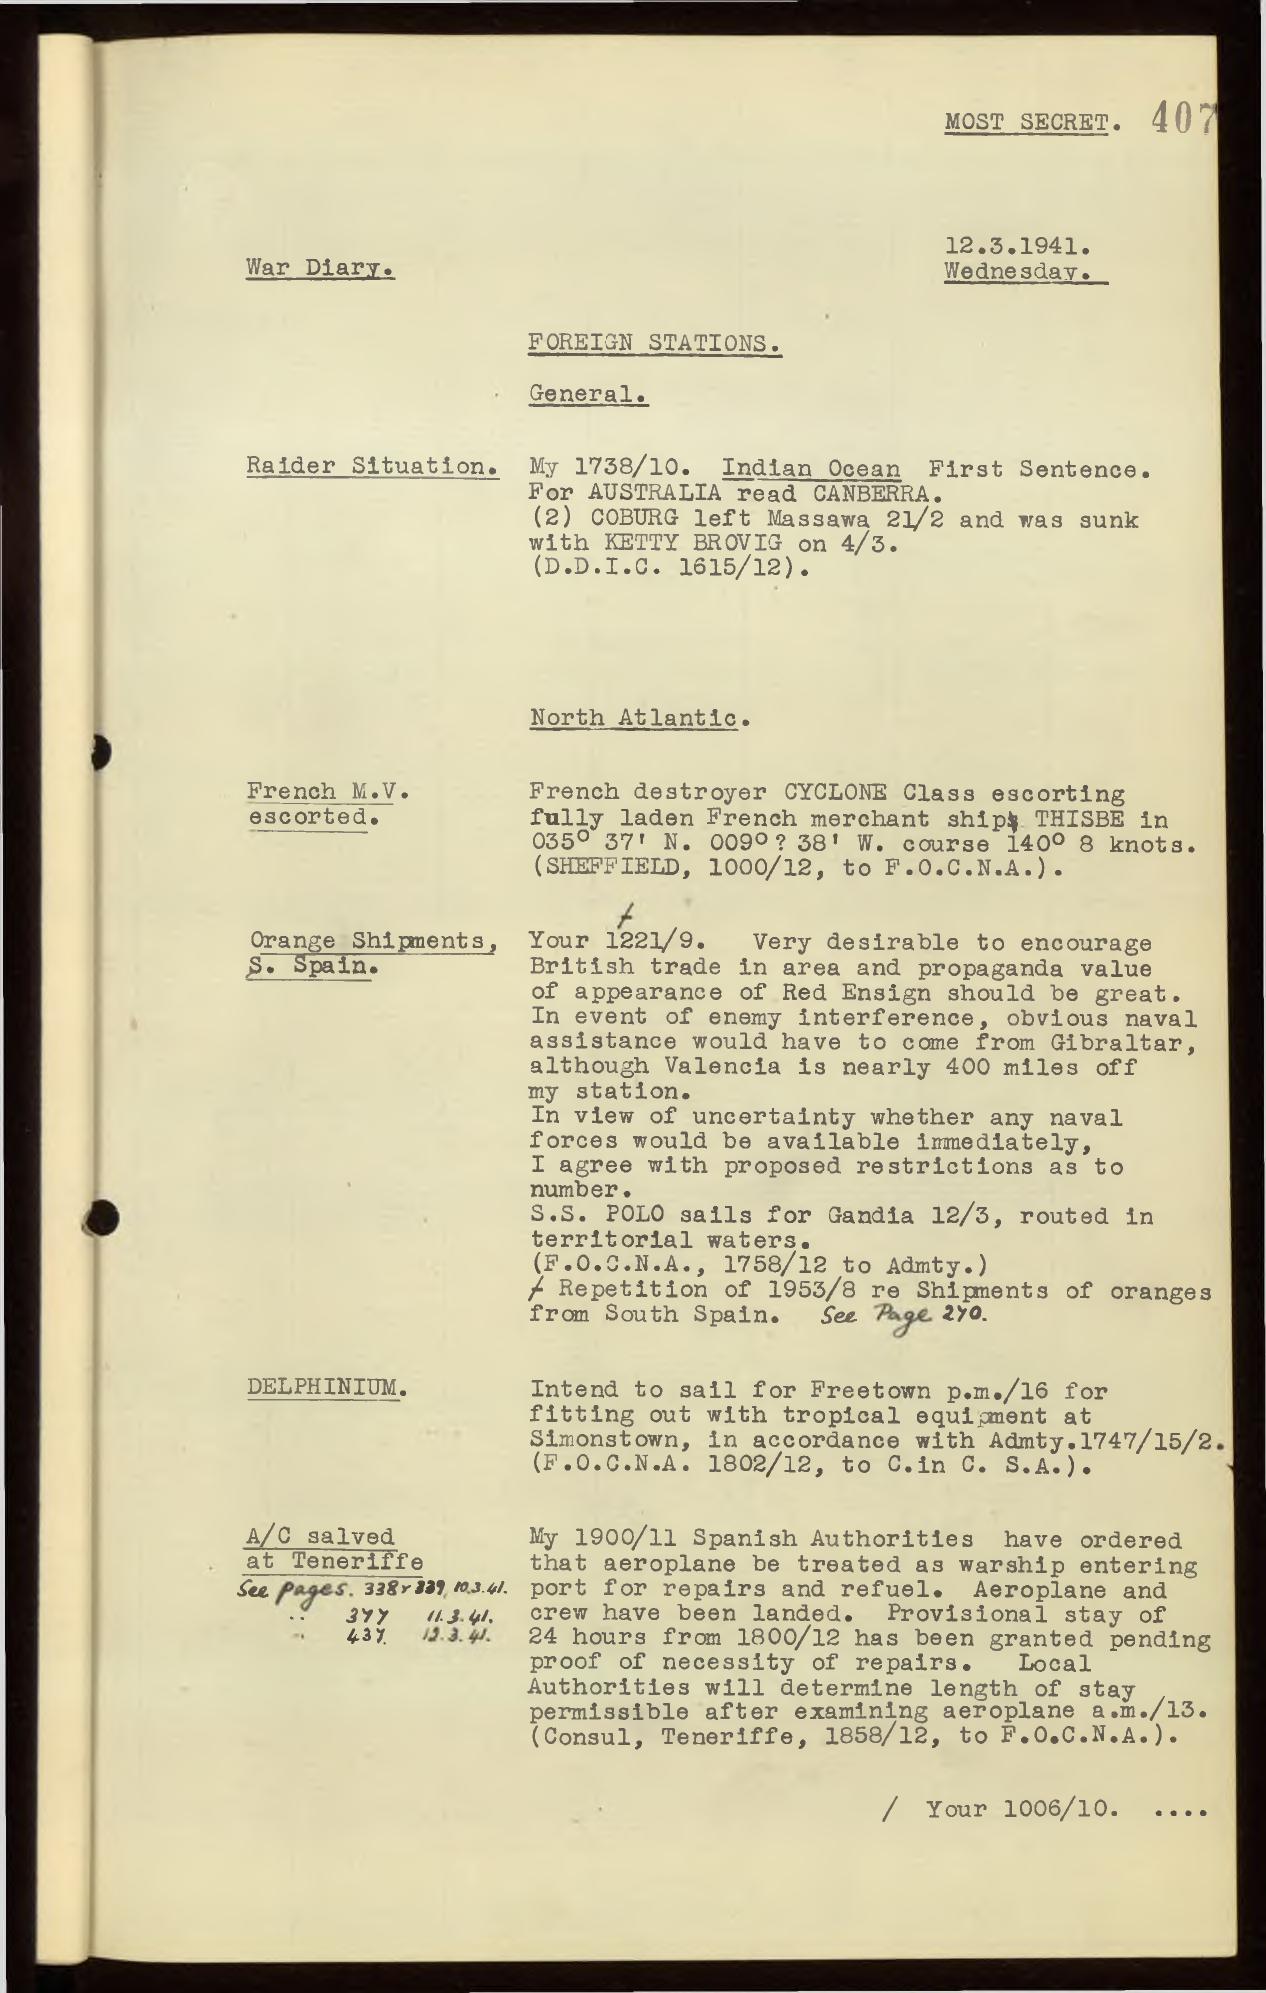 MOST SECRET. 407
12.3.1941.
War Diary.
Wednesday.
FOREIGN STATIONS.
General.
Raider Situation.
My 1738/10. Indian Ocean First Sentence.
For AUSTRALIA read CANBERRA.
(2) COBURG left Massawa 21/2 and was sunk
with KETTY BROVIG on 4/3.
(D.D.I.C. 1615/12).
North Atlantic.
French M.V.
escorted.
French destroyer CYCLONE Class escorting
fully laden French merchant ship THISBE in
035° 37' N. 009°? 38' W. course 140° 8 knots.
(SHEFFIELD, 1000/12, to F.O.C.N.A.).
Orange Shipments,
S. Spain.
/
Your 1221/9. Very desirable to encourage
British trade in area and propaganda value
of appearance of Red Ensign should be great.
In event of enemy interference, obvious naval
assistance would have to come from Gibraltar,
although Valencia is nearly 400 miles off
my station.
In view of uncertainty whether any naval
forces would be available immediately,
I agree with proposed restrictions as to
number.
S.S. POLO sails for Gandia 12/3, routed in
territorial waters.
(F.O.C.N.A., 1758/12 to Admty.)
/ Repetition of 1953/8 re Shipments of oranges
from South Spain. See Page 270.
DELPHINIUM.
Intend to sail for Freetown p.m./16 for
fitting out with tropical equipment at
Simonstown, in accordance with Admty.1747/15/2.
(F.O.C.N.A. 1802/12, to C.in C. S.A.).
A/C salved
at Teneriffe
See pages. 338 & 339, 10.3.41.
" 377 11.3.41.
" 437. 12.3.41.
My 1900/11 Spanish Authorities have ordered
that aeroplane be treated as warship entering
port for repairs and refuel. Aeroplane and
crew have been landed. Provisional stay of
24 hours from 1800/12 has been granted pending
proof of necessity of repairs. Local
Authorities will determine length of stay
permissible after examining aeroplane a.m./13.
(Consul, Teneriffe, 1858/12, to F.O.C.N.A.).
/ Your 1006/10. ....